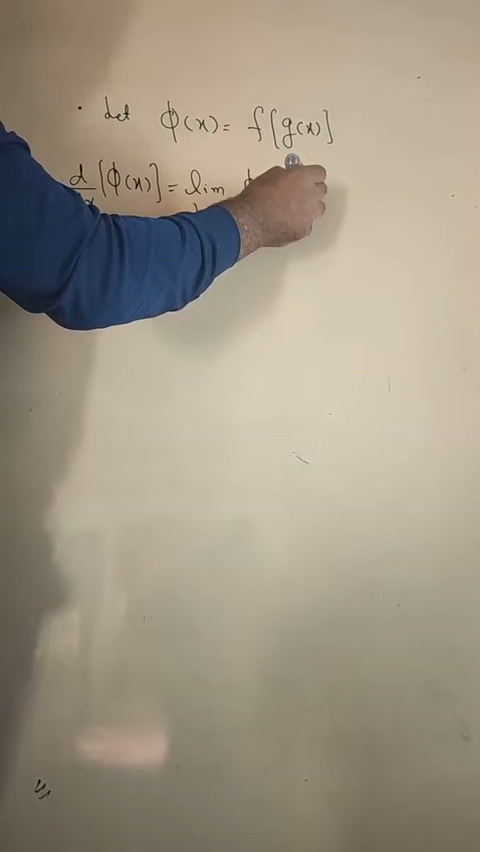 • Let ϕ(x) = f[g(x)]
d/dx [ϕ(x)] = lim ϕ